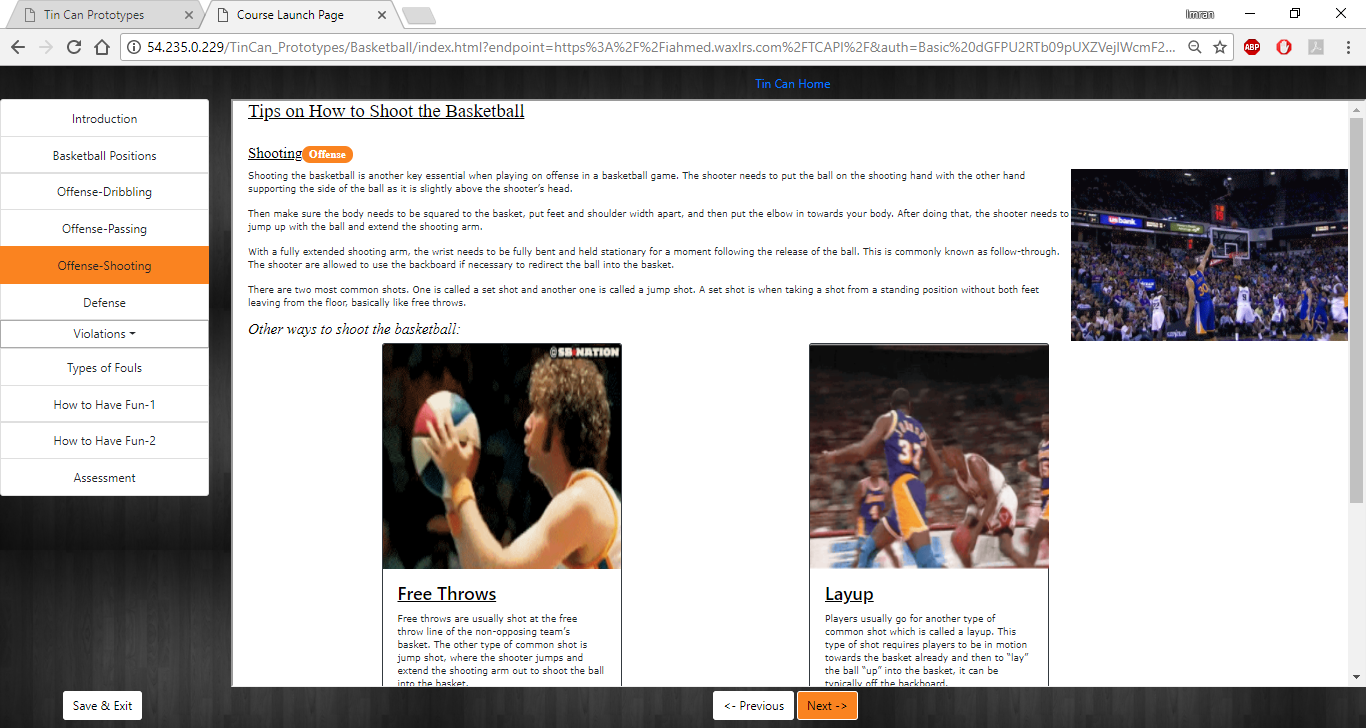 Tin Can Prototypes
Course Launch Page
Imran
54.235.0.229/TinCan_Prototypes/Basketball/index.html?endpoint=https%3A%2F%2Fiahmed.waxlrs.com%2FTCAPI%2F&auth=Basic%20dGFPU2RTb09pUXZVejlWcmF2...
ABP
Tin Can Home
Introduction
Basketball Positions
Offense-Dribbling
Offense-Passing
Offense-Shooting
Defense
Violations
Types of Fouls
How to Have Fun-1
How to Have Fun-2
Assessment
Tips on How to Shoot the Basketball
Shooting Offense
Shooting the basketball is another key essential when playing on offense in a basketball game. The shooter needs to put the ball on the shooting hand with the other hand
supporting the side of the ball as it is slightly above the shooter’s head.
Then make sure the body needs to be squared to the basket, put feet and shoulder width apart, and then put the elbow in towards your body. After doing that, the shooter needs to
jump up with the ball and extend the shooting arm.
With a fully extended shooting arm, the wrist needs to be fully bent and held stationary for a moment following the release of the ball. This is commonly known as follow-through.
The shooter are allowed to use the backboard if necessary to redirect the ball into the basket.
There are two most common shots. One is called a set shot and another one is called a jump shot. A set shot is when taking a shot from a standing position without both feet
leaving from the floor, basically like free throws.
usbank.
Other ways to shoot the basketball:
@SBNATION
32
Free Throws
Free throws are usually shot at the free
throw line of the non-opposing team’s
basket. The other type of common shot is
jump shot, where the shooter jumps and
extend the shooting arm out to shoot the ball
into the basket.
Layup
Players usually go for another type of
common shot which is called a layup. This
type of shot requires players to be in motion
towards the basket already and then to “lay”
the ball “up” into the basket, it can be
typically off the backboard.
Save & Exit
<- Previous
Next ->